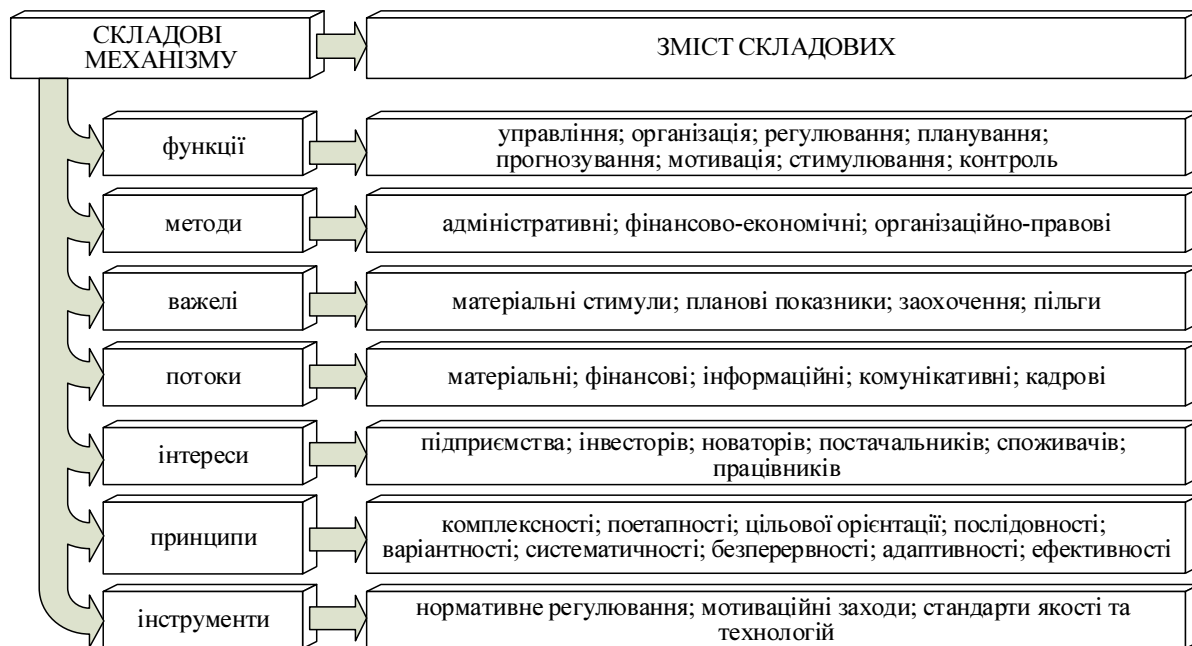 СКЛАДОВІ
МЕХАНІЗМУ
ЗМІСТ СКЛАДОВИХ
функції
управління; організація; регулювання; планування;
прогнозування; мотивація; стимулювання; контроль
методи
адміністративні; фінансово-економічні; організаційно-правові
важелі
матеріальні стимули; планові показники; заохочення; пільги
потоки
матеріальні; фінансові; інформаційні; комунікативні; кадрові
інтереси
підприємства; інвесторів; новаторів; постачальників; споживачів;
працівників
принципи
комплексності; поетапності; цільової орієнтації; послідовності;
варіантності; систематичності; безперервності; адаптивності; ефективності
інструменти
нормативне регулювання; мотиваційні заходи; стандарти якості та
технологій